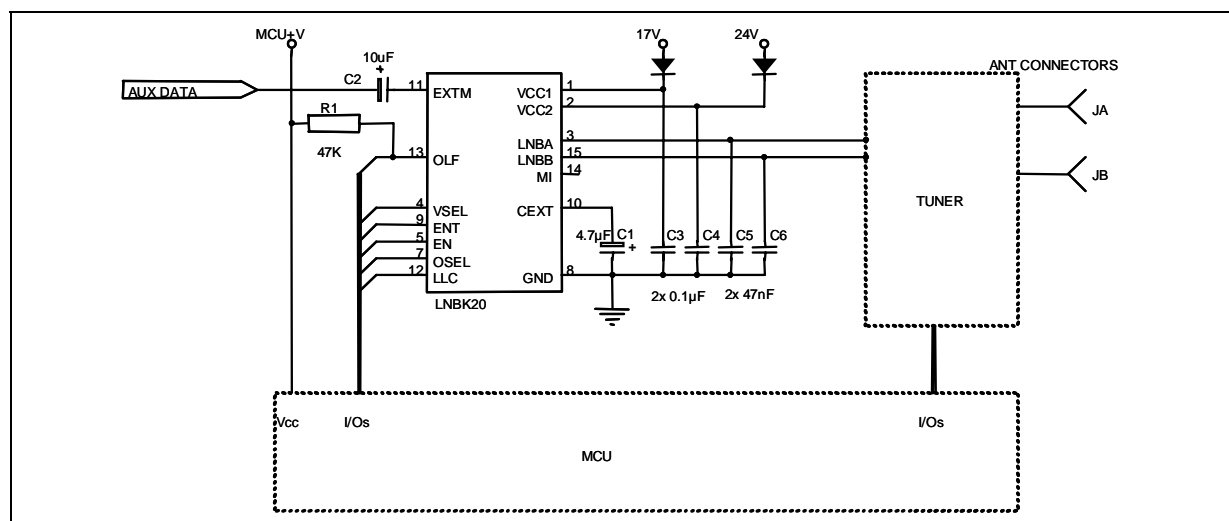 MCU+V
17V
24V
10uF
+
C2
ANT CONNECTORS
AUX DATA
11
EXTM
VCC1
1
VCC2
2
R1
47K
LNBA
3
LNBB
15
MI
14
13
OLF
JA
JB
TUNER
4
VSEL
9
ENT
5
EN
7
OSEL
12
LLC
CEXT
10
GND
8
4.7µF
C1
+
C3
C4
C5
C6
2x 0.1µF
2x 47nF
LNBK20
Vcc
I/Os
I/Os
MCU